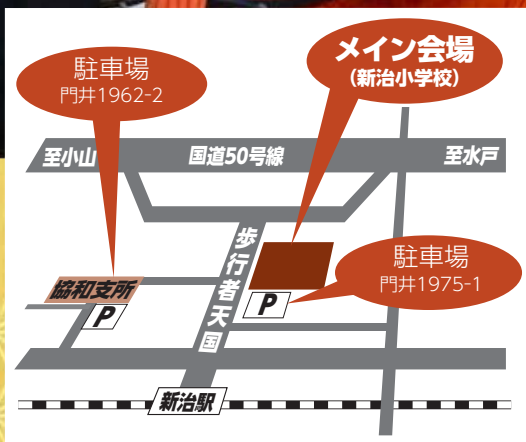 メイン会場
(新治小学校)
駐車場
門井1962-2
至小山
国道50号線
至水戸
歩行者天国
駐車場
門井1975-1
協和支所
P
P
新治駅